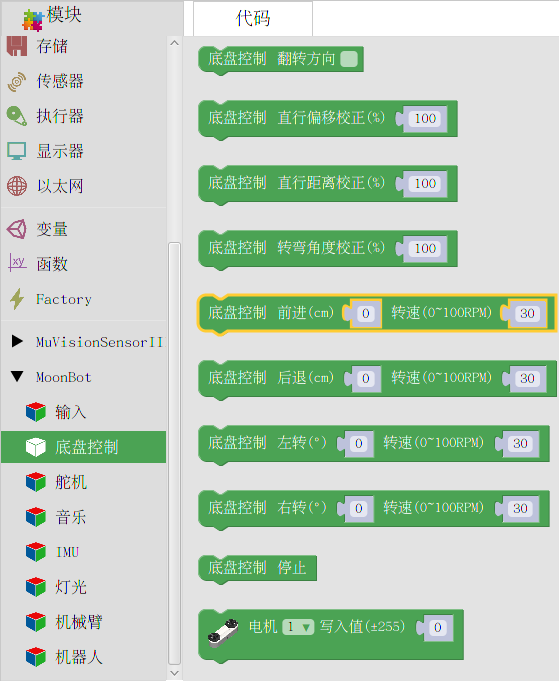 模块
存储
传感器
执行器
显示器
以太网
变量
xy 函数
Factory
MuVisionSensorII
MoonBot
输入
底盘控制
舵机
音乐
IMU
灯光
机械臂
机器人
代码
底盘控制 翻转方向
底盘控制 直行偏移校正(%) 100
底盘控制 直行距离校正(%) 100
底盘控制 转弯角度校正(%) 100
底盘控制 前进(cm) 0 转速(0~100RPM) 30
底盘控制 后退(cm) 0 转速(0~100RPM) 30
底盘控制 左转(°) 0 转速(0~100RPM) 30
底盘控制 右转(°) 0 转速(0~100RPM) 30
底盘控制 停止
电机 1 写入值(±255) 0